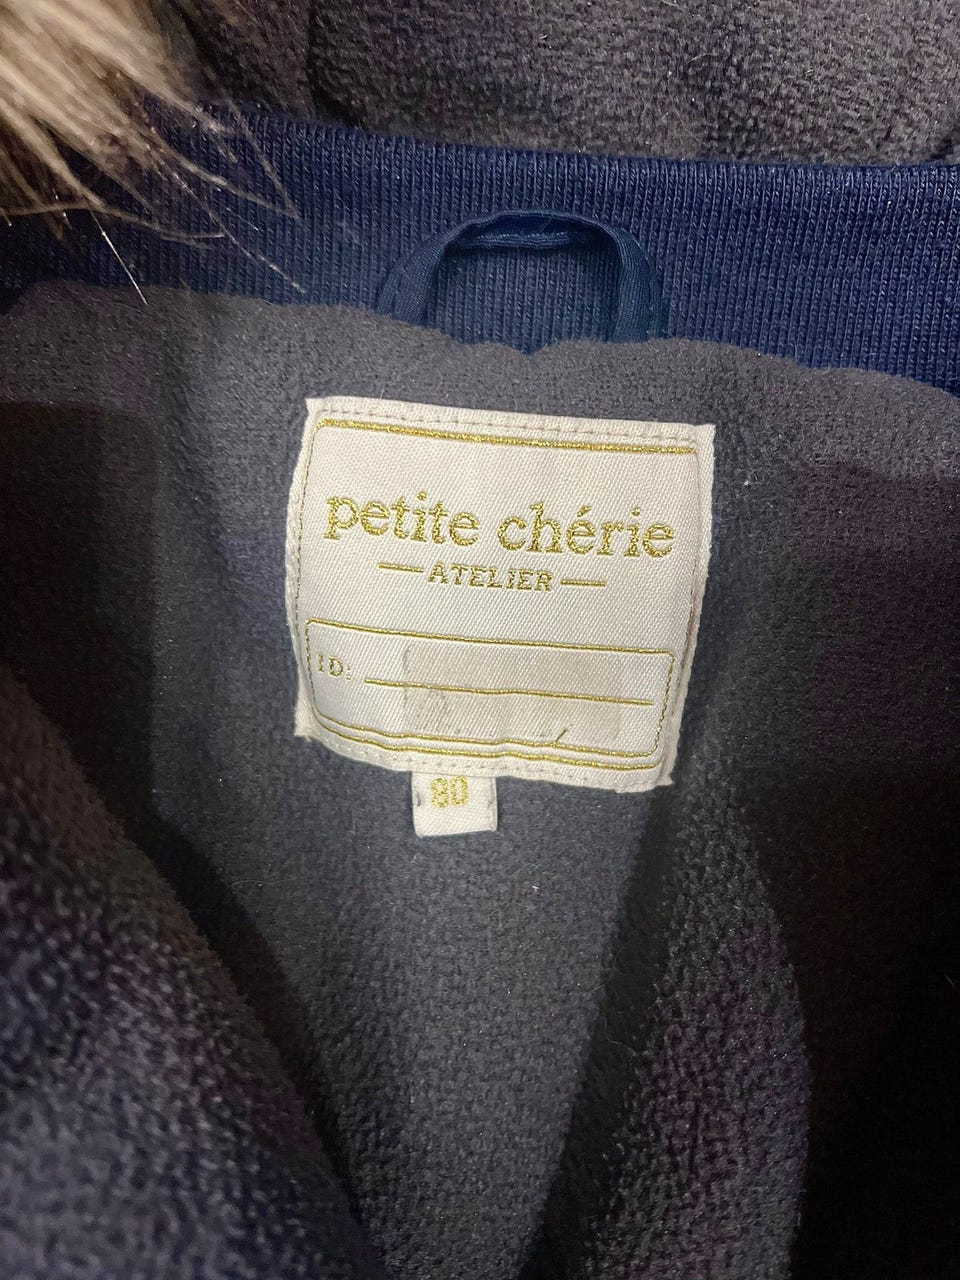 petite chérie
ATELIER
ID:
80